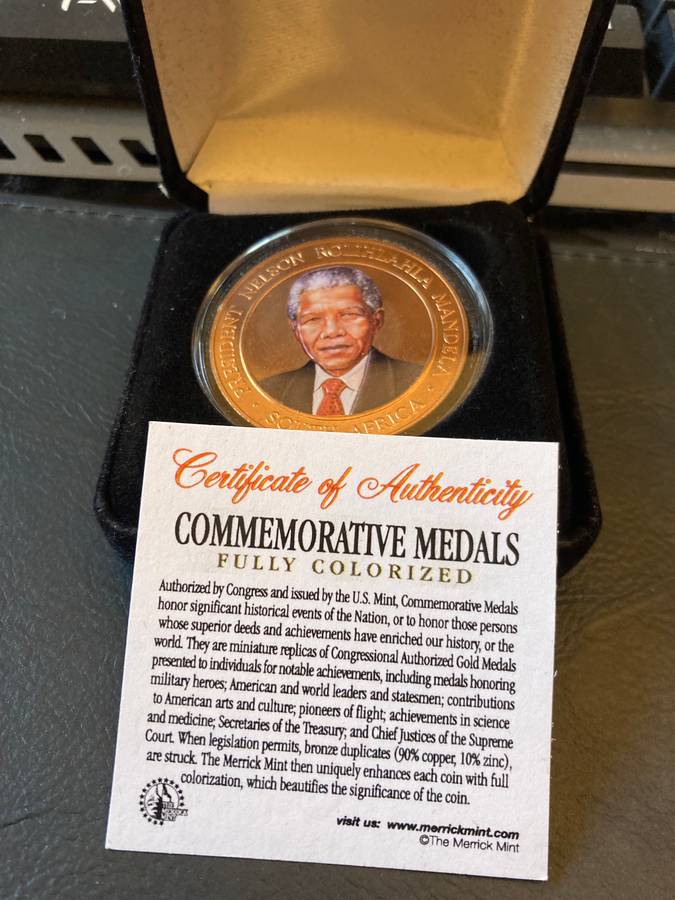 PRESIDENT NELSON ROLIHLAHLA MANDELA
• SOUTH AFRICA •
Certificate of Authenticity
COMMEMORATIVE MEDALS
FULLY COLORIZED
Authorized by Congress and issued by the U.S. Mint, Commemorative Medals
honor significant historical events of the Nation, or to honor those persons
whose superior deeds and achievements have enriched our history, or the
world. They are miniature replicas of Congressional Authorized Gold Medals
presented to individuals for notable achievements, including medals honoring
military heroes; American and world leaders and statesmen; contributions
to American arts and culture; pioneers of flight; achievements in science
and medicine; Secretaries of the Treasury; and Chief Justices of the Supreme
Court. When legislation permits, bronze duplicates (90% copper, 10% zinc),
are struck. The Merrick Mint then uniquely enhances each coin with full
colorization, which beautifies the significance of the coin.
THE
MERRICK
MINT
visit us: www.merrickmint.com
©The Merrick Mint